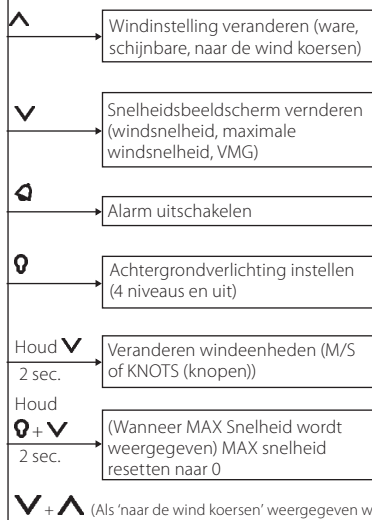 Windinstelling veranderen (ware,
schijnbare, naar de wind koersen)
Snelheidsbeeldscherm vernderen
(windsnelheid, maximale
windsnelheid, VMG)
Alarm uitschakelen
Achtergrondverlichting instellen
(4 niveaus en uit)
Houd
2 sec.
Veranderen windeenheden (M/S
of KNOTS (knopen))
Houd
+
2 sec.
(Wanneer MAX Snelheid wordt
weergegeven) MAX snelheid
resetten naar 0
+ (Als ‘naar de wind koersen’ weergegeven